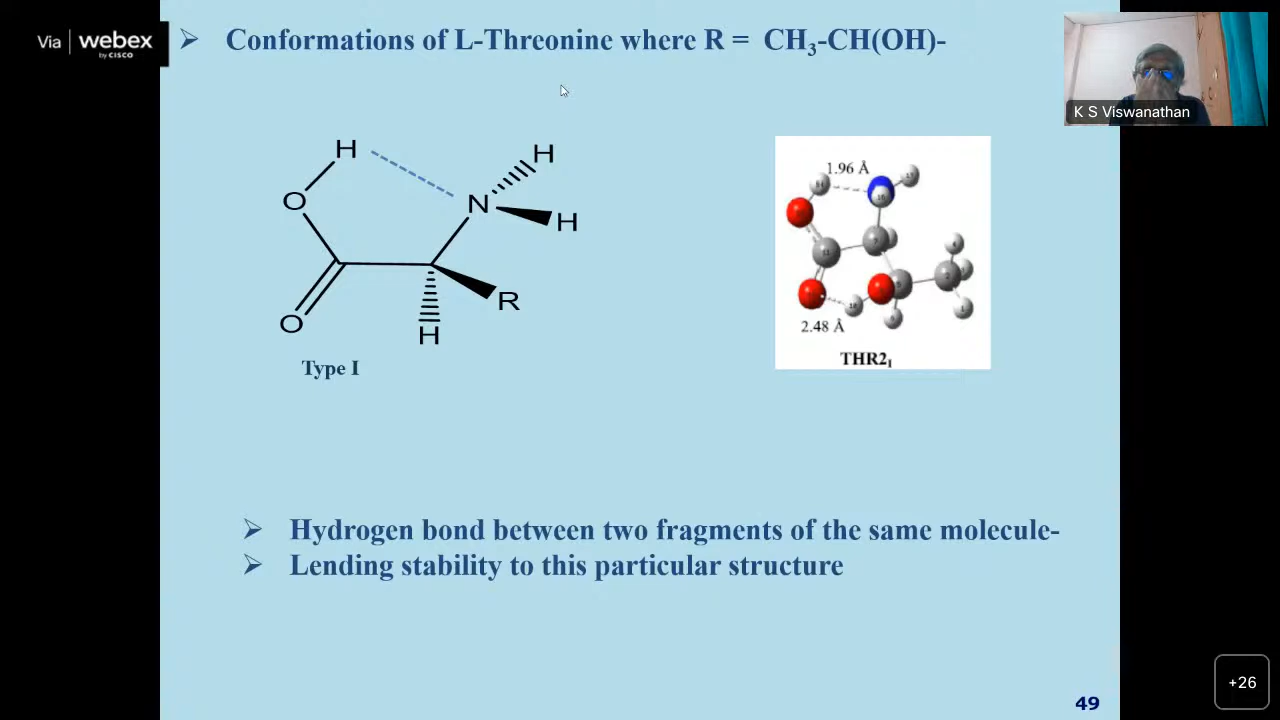 Via | webex
by CISCO
➢ Conformations of L-Threonine where R = CH₃-CH(OH)-
K S Viswanathan
H
O
N
H
H
O
H
R
Type I
1.96 Å
2.48 Å
THR2ᵢ
➢ Hydrogen bond between two fragments of the same molecule-
➢ Lending stability to this particular structure
+26
49